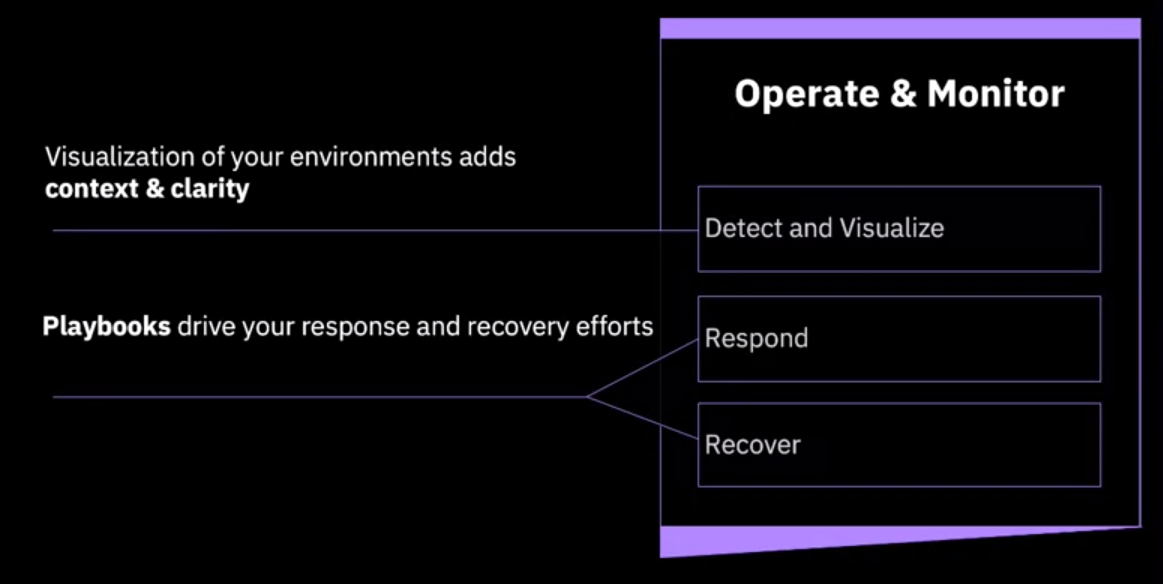 Operate & Monitor
Visualization of your environments adds
context & clarity
Detect and Visualize
Playbooks drive your response and recovery efforts
Respond
Recover